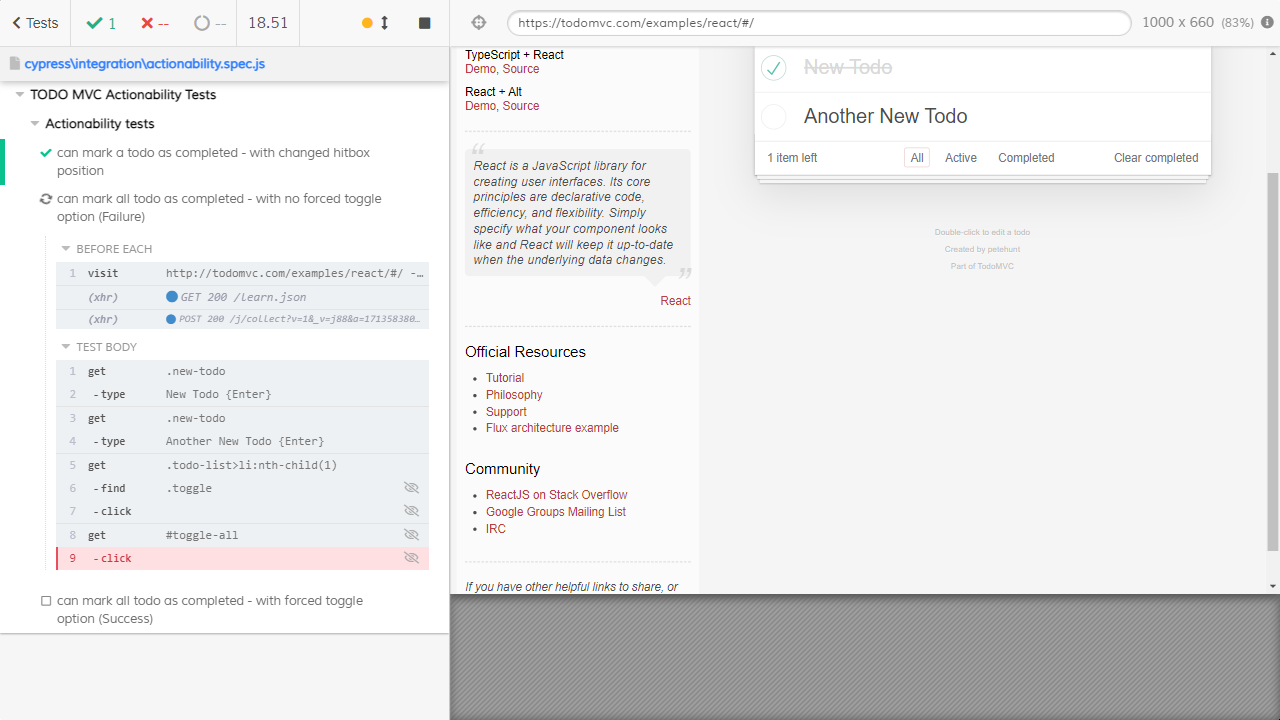 Tests
1
--
--
18.51
https://todomvc.com/examples/react/#/
1000 x 660 (83%)
cypress\integration\actionability.spec.js
TODO MVC Actionability Tests
Actionability tests
can mark a todo as completed - with changed hitbox
position
can mark all todo as completed - with no forced toggle
option (Failure)
BEFORE EACH
1 visit http://todomvc.com/examples/react/#/ -…
(xhr) GET 200 /learn.json
(xhr) POST 200 /j/collect?v=1&_v=j88&a=171358380…
TEST BODY
1 get .new-todo
2 -type New Todo {Enter}
3 get .new-todo
4 -type Another New Todo {Enter}
5 get .todo-list>li:nth-child(1)
6 -find .toggle
7 -click
8 get #toggle-all
9 -click
can mark all todo as completed - with forced toggle
option (Success)
TypeScript + React
Demo, Source
React + Alt
Demo, Source
“
React is a JavaScript library for
creating user interfaces. Its core
principles are declarative code,
efficiency, and flexibility. Simply
specify what your component looks
like and React will keep it up-to-date
when the underlying data changes.
”
React
Official Resources
Tutorial
Philosophy
Support
Flux architecture example
Community
ReactJS on Stack Overflow
Google Groups Mailing List
IRC
If you have other helpful links to share, or
New Todo
Another New Todo
1 item left All Active Completed Clear completed
Double-click to edit a todo
Created by petehunt
Part of TodoMVC